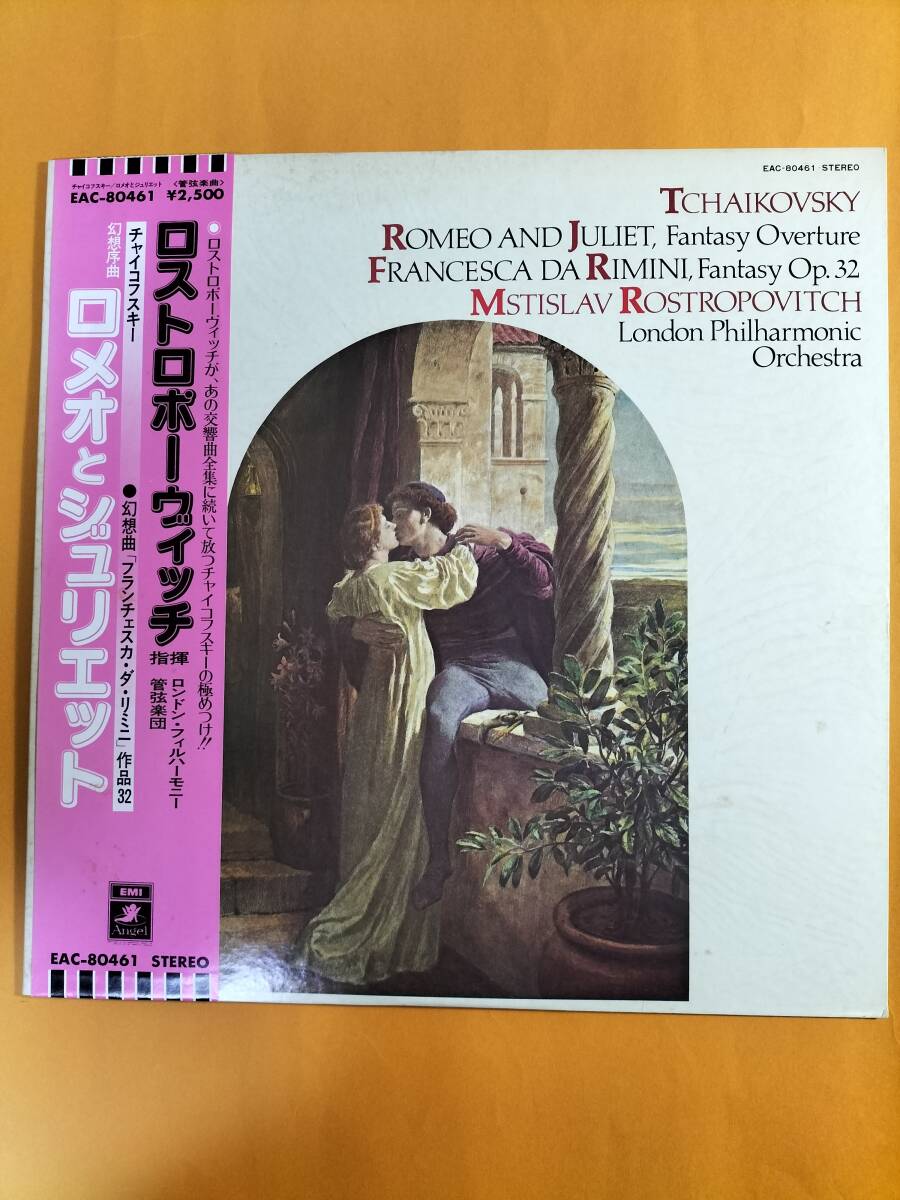 チャイコフスキー/ロメオとジュリエット 〈管弦楽曲〉
EAC-80461 ¥2,500
●ロストロポーヴィッチが、あの交響曲全集に続いて放つチャイコフスキーの極めつけ!!
ロストロポーヴィッチ 指揮
ロンドン・フィルハーモニー
管弦楽団
チャイコフスキー
●幻想曲「フランチェスカ・ダ・リミニ」作品32
幻想序曲
ロメオとジュリエット
EMI
Angel
EAC-80461 STEREO
EAC-80461 STEREO
TCHAIKOVSKY
ROMEO AND JULIET, Fantasy Overture
FRANCESCA DA RIMINI, Fantasy Op. 32
MSTISLAV ROSTROPOVITCH
London Philharmonic
Orchestra